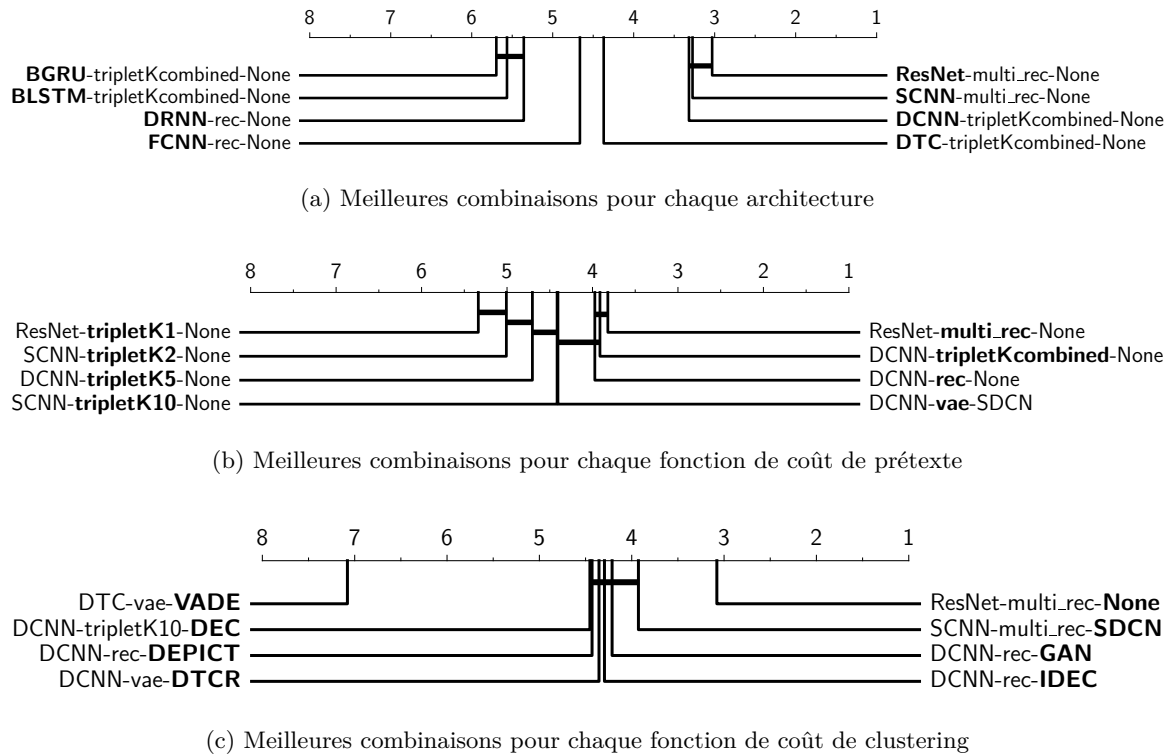 8 7 6 5 4 3 2 1
BGRU-tripletKcombined-None
BLSTM-tripletKcombined-None
DRNN-rec-None
FCNN-rec-None
ResNet-multi_rec-None
SCNN-multi_rec-None
DCNN-tripletKcombined-None
DTC-tripletKcombined-None
(a) Meilleures combinaisons pour chaque architecture
8 7 6 5 4 3 2 1
ResNet-tripletK1-None
SCNN-tripletK2-None
DCNN-tripletK5-None
SCNN-tripletK10-None
ResNet-multi_rec-None
DCNN-tripletKcombined-None
DCNN-rec-None
DCNN-vae-SDCN
(b) Meilleures combinaisons pour chaque fonction de coût de prétexte
8 7 6 5 4 3 2 1
DTC-vae-VADE
DCNN-tripletK10-DEC
DCNN-rec-DEPICT
DCNN-vae-DTCR
ResNet-multi_rec-None
SCNN-multi_rec-SDCN
DCNN-rec-GAN
DCNN-rec-IDEC
(c) Meilleures combinaisons pour chaque fonction de coût de clustering